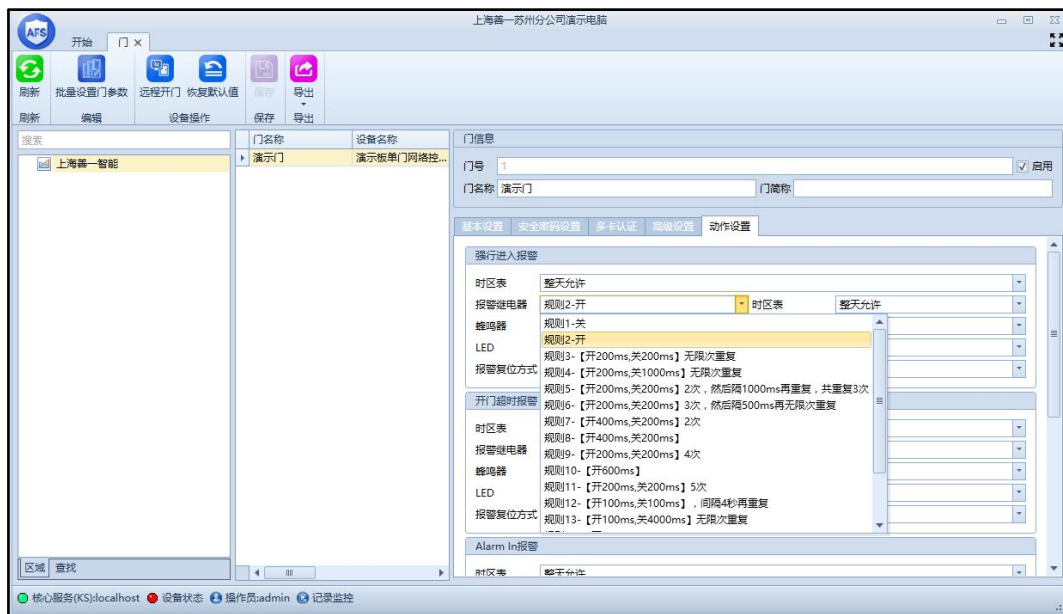 上海善一苏州分公司演示电脑
AFS
开始 门
刷新 批量设置门参数 远程开门 恢复默认值 保存 导出
刷新 编辑 设备操作 保存 导出
搜索
上海善一智能
门名称 设备名称
演示门 演示板单门网络控...
门信息
门号 1 启用
门名称 演示门 门简称
基本设置 安全密码设置 多卡认证 高级设置 动作设置
强行进入报警
时区表 整天允许
报警继电器 规则2-开 时区表 整天允许
蜂鸣器
LED
报警复位方式
规则1-关
规则2-开
规则3-【开200ms,关200ms】无限次重复
规则4-【开200ms,关1000ms】无限次重复
规则5-【开200ms,关200ms】2次，然后隔1000ms再重复，共重复3次
规则6-【开200ms,关200ms】3次，然后隔500ms再无限次重复
规则7-【开400ms,关200ms】2次
规则8-【开400ms,关200ms】
规则9-【开200ms,关200ms】4次
规则10-【开600ms】
规则11-【开200ms,关200ms】5次
规则12-【开100ms,关100ms】，间隔4秒再重复
规则13-【开100ms,关4000ms】无限次重复
开门超时报警
时区表
报警继电器
蜂鸣器
LED
报警复位方式
Alarm In报警
时区表 整天允许
区域 查找
核心服务(KS):localhost 设备状态 操作员:admin 记录监控